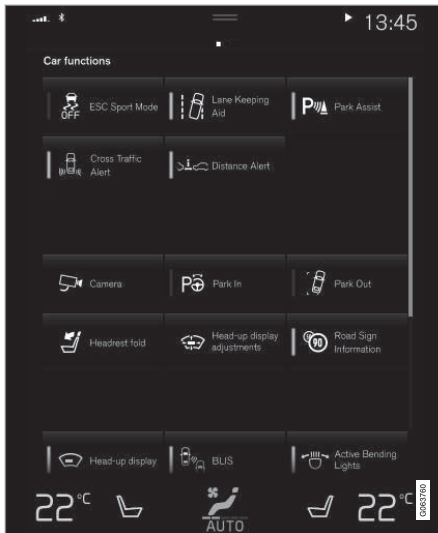 13:45
Car functions
OFF
ESC Sport Mode
Lane Keeping
Aid
P
Park Assist
Cross Traffic
Alert
Distance Alert
Camera
P
Park In
Park Out
Headrest fold
Head-up display
adjustments
90
Road Sign
Information
Head-up display
BLIS
Active Bending
Lights
22°C
AUTO
22°C
G063760